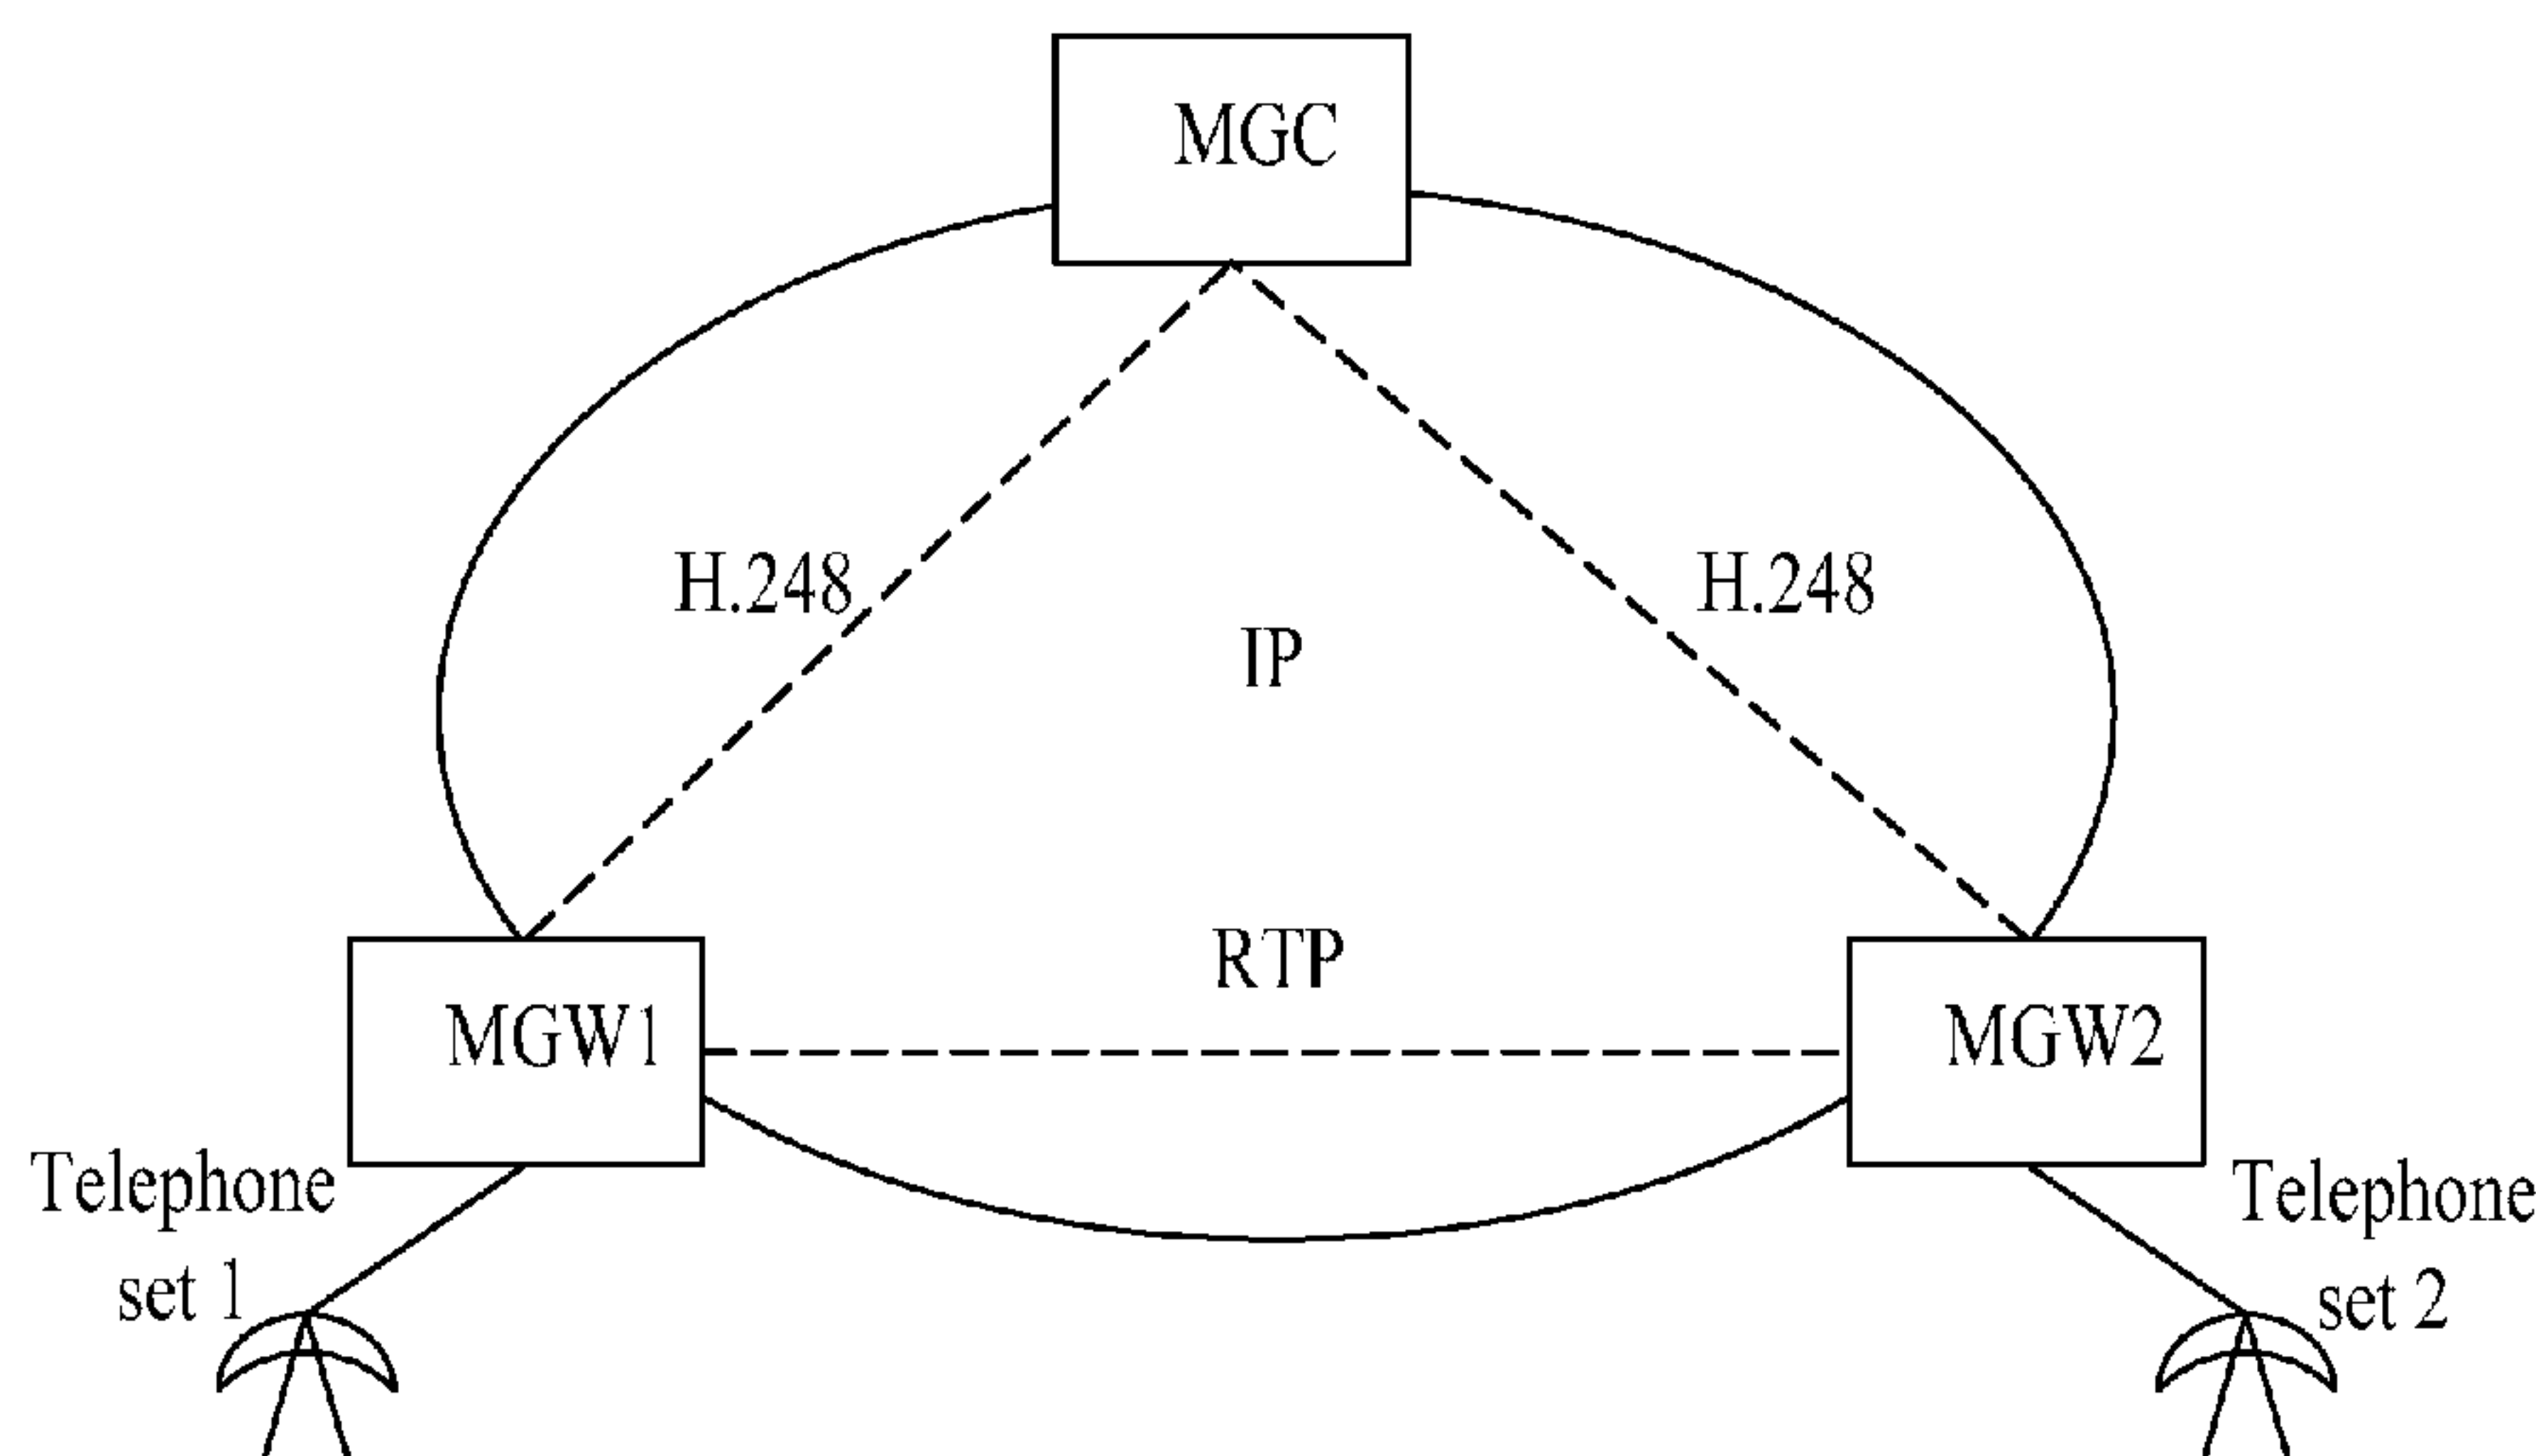 MGC
H.248
H.248
IP
RTP
MGW1
MGW2
Telephone
set 1
Telephone
set 2